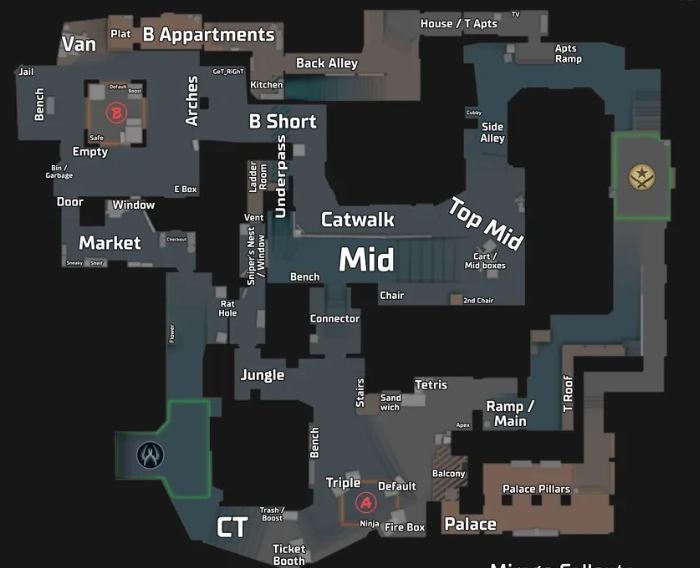 House / T Apts
TV
Van
Plat
B Appartments
Back Alley
Apts
Ramp
Jail
GeT_RiGhT
Kitchen
Default
Boost
B
Bench
Arches
B Short
Cubby
Side
Alley
Safe
Empty
Underpass
Bin /
Garbage
Ladder
Room
E Box
Door
Window
Vent
Catwalk
Top Mid
Market
Checkout
Sneaky
Shelf
Sniper's Nest
/ Window
Mid
Cart /
Mid boxes
Bench
Chair
2nd Chair
Rat
Hole
Connector
Flower
Jungle
Stairs
Sand
wich
Tetris
Ramp /
Main
T Roof
Apex
Bench
Balcony
Triple
Default
Palace Pillars
A
Trash /
Boost
CT
Ninja
Fire Box
Palace
Ticket
Booth